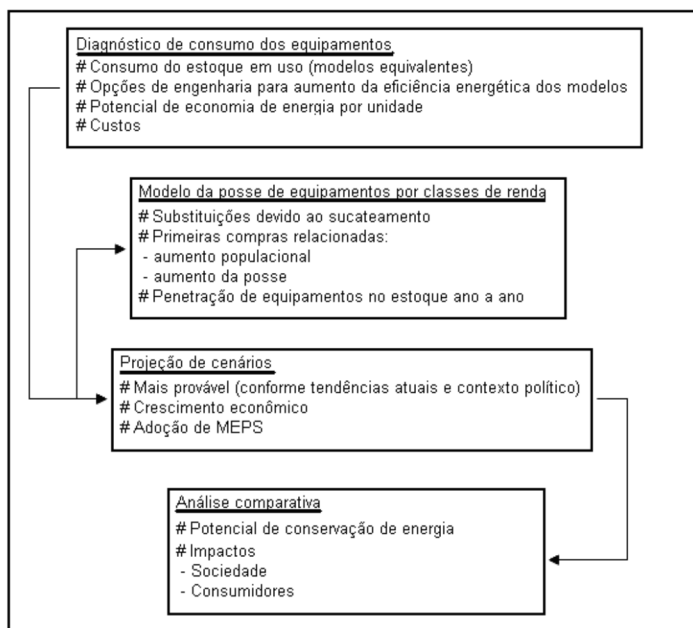 Diagnóstico de consumo dos equipamentos
# Consumo do estoque em uso (modelos equivalentes)
# Opções de engenharia para aumento da eficiência energética dos modelos
# Potencial de economia de energia por unidade
# Custos
Modelo da posse de equipamentos por classes de renda
# Substituições devido ao sucateamento
# Primeiras compras relacionadas:
- aumento populacional
- aumento da posse
# Penetração de equipamentos no estoque ano a ano
Projeção de cenários
# Mais provável (conforme tendências atuais e contexto político)
# Crescimento econômico
# Adoção de MEPS
Análise comparativa
# Potencial de conservação de energia
# Impactos
- Sociedade
- Consumidores